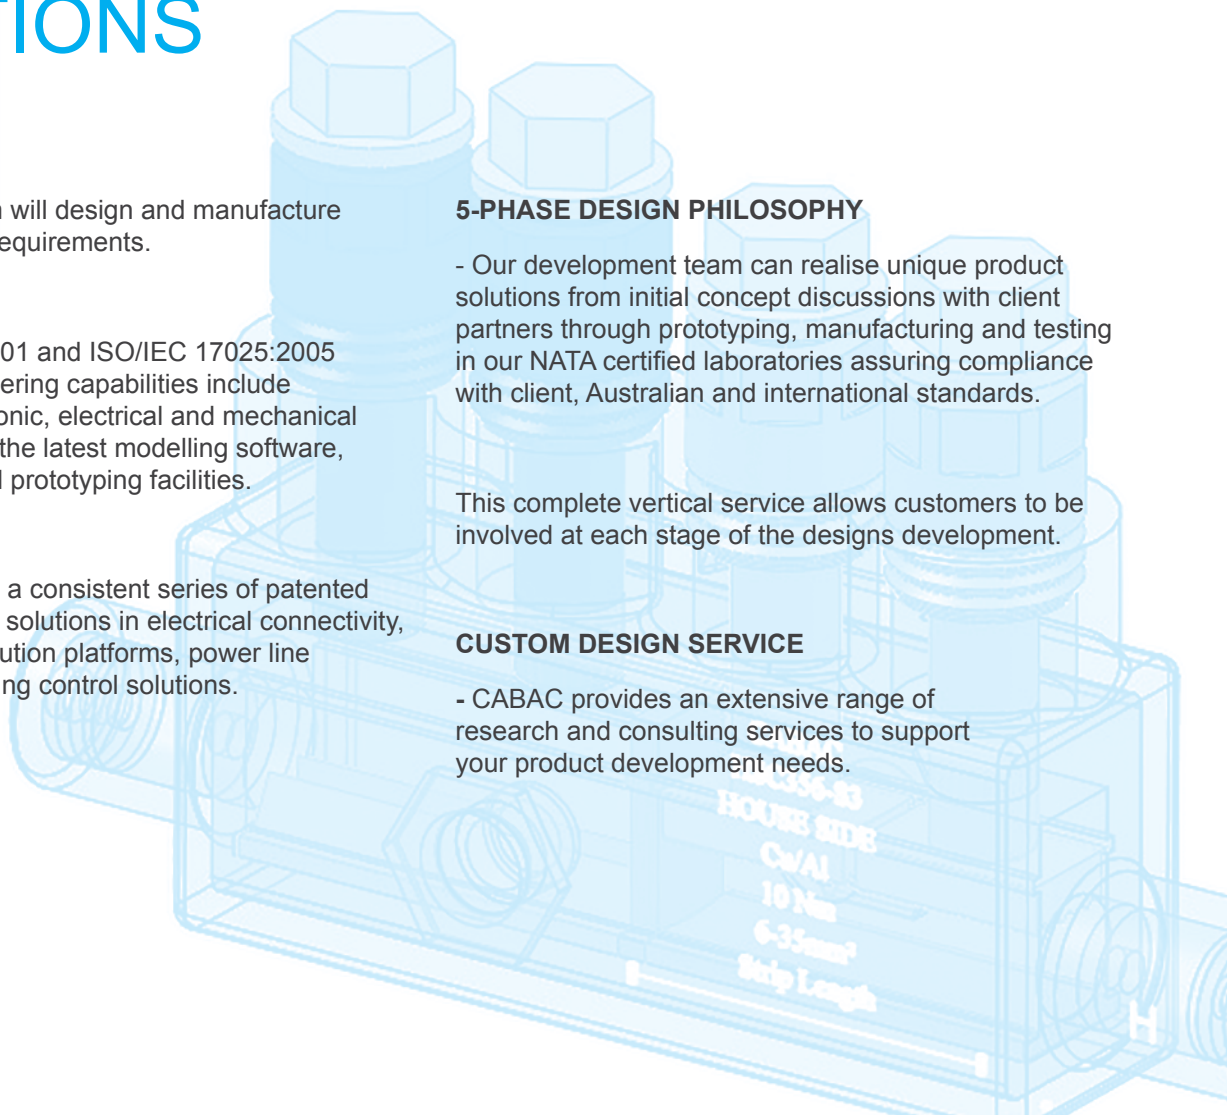 TIONS
will design and manufacture
equirements.
01 and ISO/IEC 17025:2005
ering capabilities include
onic, electrical and mechanical
the latest modelling software,
prototyping facilities.
a consistent series of patented
solutions in electrical connectivity,
ution platforms, power line
ng control solutions.
5-PHASE DESIGN PHILOSOPHY
- Our development team can realise unique product
solutions from initial concept discussions with client
partners through prototyping, manufacturing and testing
in our NATA certified laboratories assuring compliance
with client, Australian and international standards.
This complete vertical service allows customers to be
involved at each stage of the designs development.
CUSTOM DESIGN SERVICE
- CABAC provides an extensive range of
research and consulting services to support
your product development needs.
HOUSE SIDE
Cu/Al
10 Nm
6-35mm²
Strip Length
H